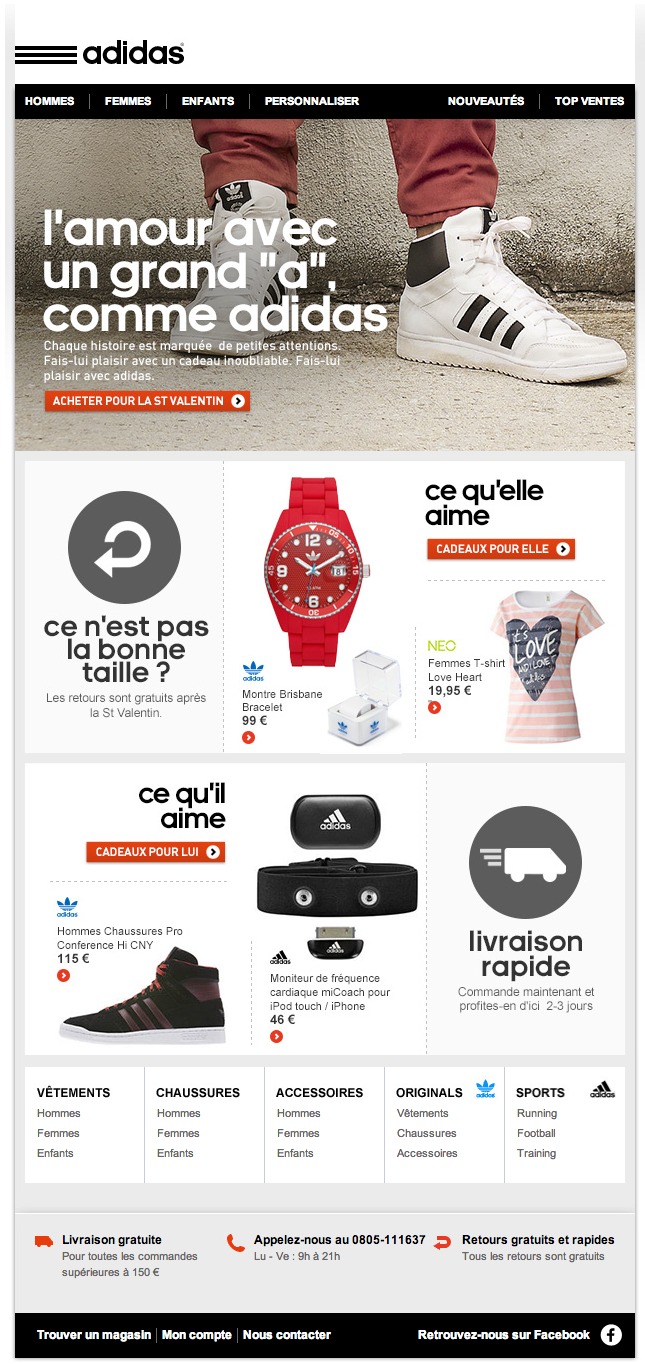 adidas
HOMMES FEMMES ENFANTS PERSONNALISER NOUVEAUTÉS TOP VENTES
l'amour avec
un grand "a",
comme adidas
Chaque histoire est marquée de petites attentions.
Fais-lui plaisir avec un cadeau inoubliable. Fais-lui
plaisir avec adidas.
ACHETER POUR LA ST VALENTIN
ce n'est pas
la bonne
taille ?
Les retours sont gratuits après
la St Valentin.
adidas
Montre Brisbane
Bracelet
99 €
ce qu'elle
aime
CADEAUX POUR ELLE
NEO
Femmes T-shirt
Love Heart
19,95 €
it's
LOVE
AND I LOVE
ce qu'il
aime
CADEAUX POUR LUI
adidas
Hommes Chaussures Pro
Conference Hi CNY
115 €
adidas
adidas
Moniteur de fréquence
cardiaque miCoach pour
iPod touch / iPhone
46 €
livraison
rapide
Commande maintenant et
profites-en d'ici 2-3 jours
VÊTEMENTS
Hommes
Femmes
Enfants
CHAUSSURES
Hommes
Femmes
Enfants
ACCESSOIRES
Hommes
Femmes
Enfants
ORIGINALS adidas
Vêtements
Chaussures
Accessoires
SPORTS adidas
Running
Football
Training
Livraison gratuite
Pour toutes les commandes
supérieures à 150 €
Appelez-nous au 0805-111637
Lu - Ve : 9h à 21h
Retours gratuits et rapides
Tous les retours sont gratuits
Trouver un magasin Mon compte Nous contacter Retrouvez-nous sur Facebook